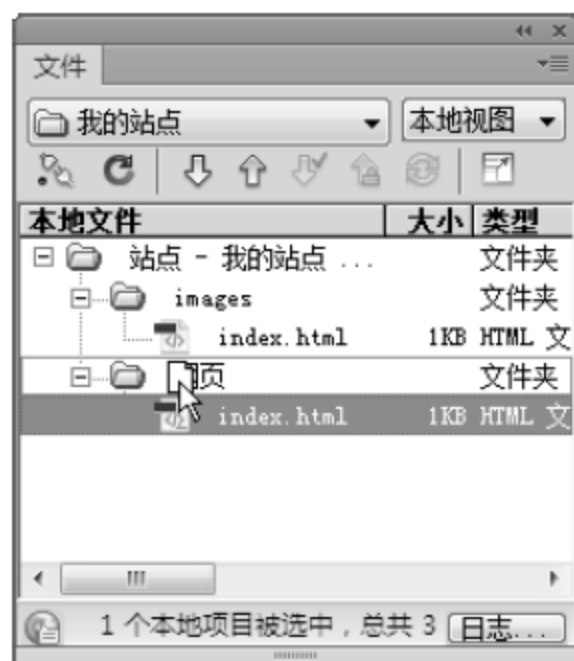 文件
我的站点 本地视图
本地文件 大小 类型
站点 - 我的站点 ... 文件夹
images 文件夹
index.html 1KB HTML 文
页 文件夹
index.html 1KB HTML 文
1 个本地项目被选中，总共 3 日志...